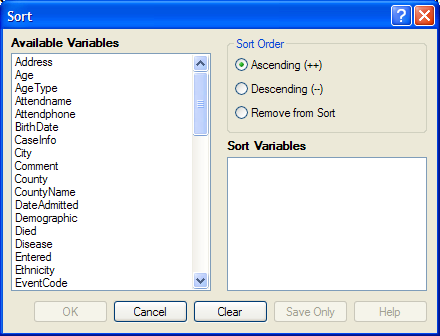 Sort
Available Variables
Address
Age
AgeType
Attendname
Attendphone
BirthDate
CaseInfo
City
Comment
County
CountyName
DateAdmitted
Demographic
Died
Disease
Entered
Ethnicity
EventCode
Sort Order
Ascending (++)
Descending (--)
Remove from Sort
Sort Variables
OK
Cancel
Clear
Save Only
Help